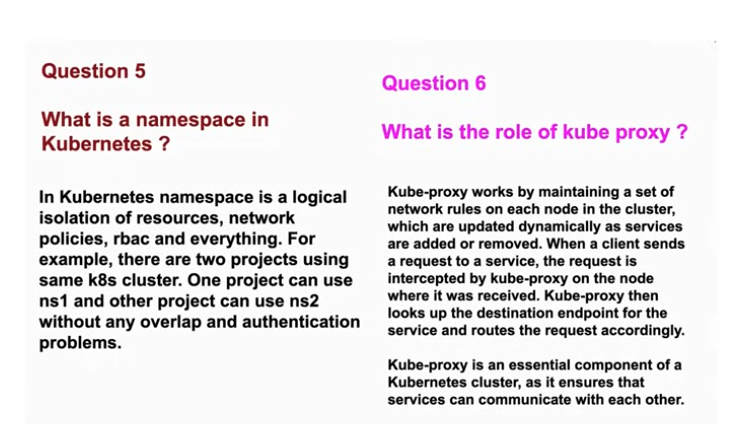 Question 5
What is a namespace in
Kubernetes ?
In Kubernetes namespace is a logical
isolation of resources, network
policies, rbac and everything. For
example, there are two projects using
same k8s cluster. One project can use
ns1 and other project can use ns2
without any overlap and authentication
problems.
Question 6
What is the role of kube proxy ?
Kube-proxy works by maintaining a set of
network rules on each node in the cluster,
which are updated dynamically as services
are added or removed. When a client sends
a request to a service, the request is
intercepted by kube-proxy on the node
where it was received. Kube-proxy then
looks up the destination endpoint for the
service and routes the request accordingly.
Kube-proxy is an essential component of a
Kubernetes cluster, as it ensures that
services can communicate with each other.